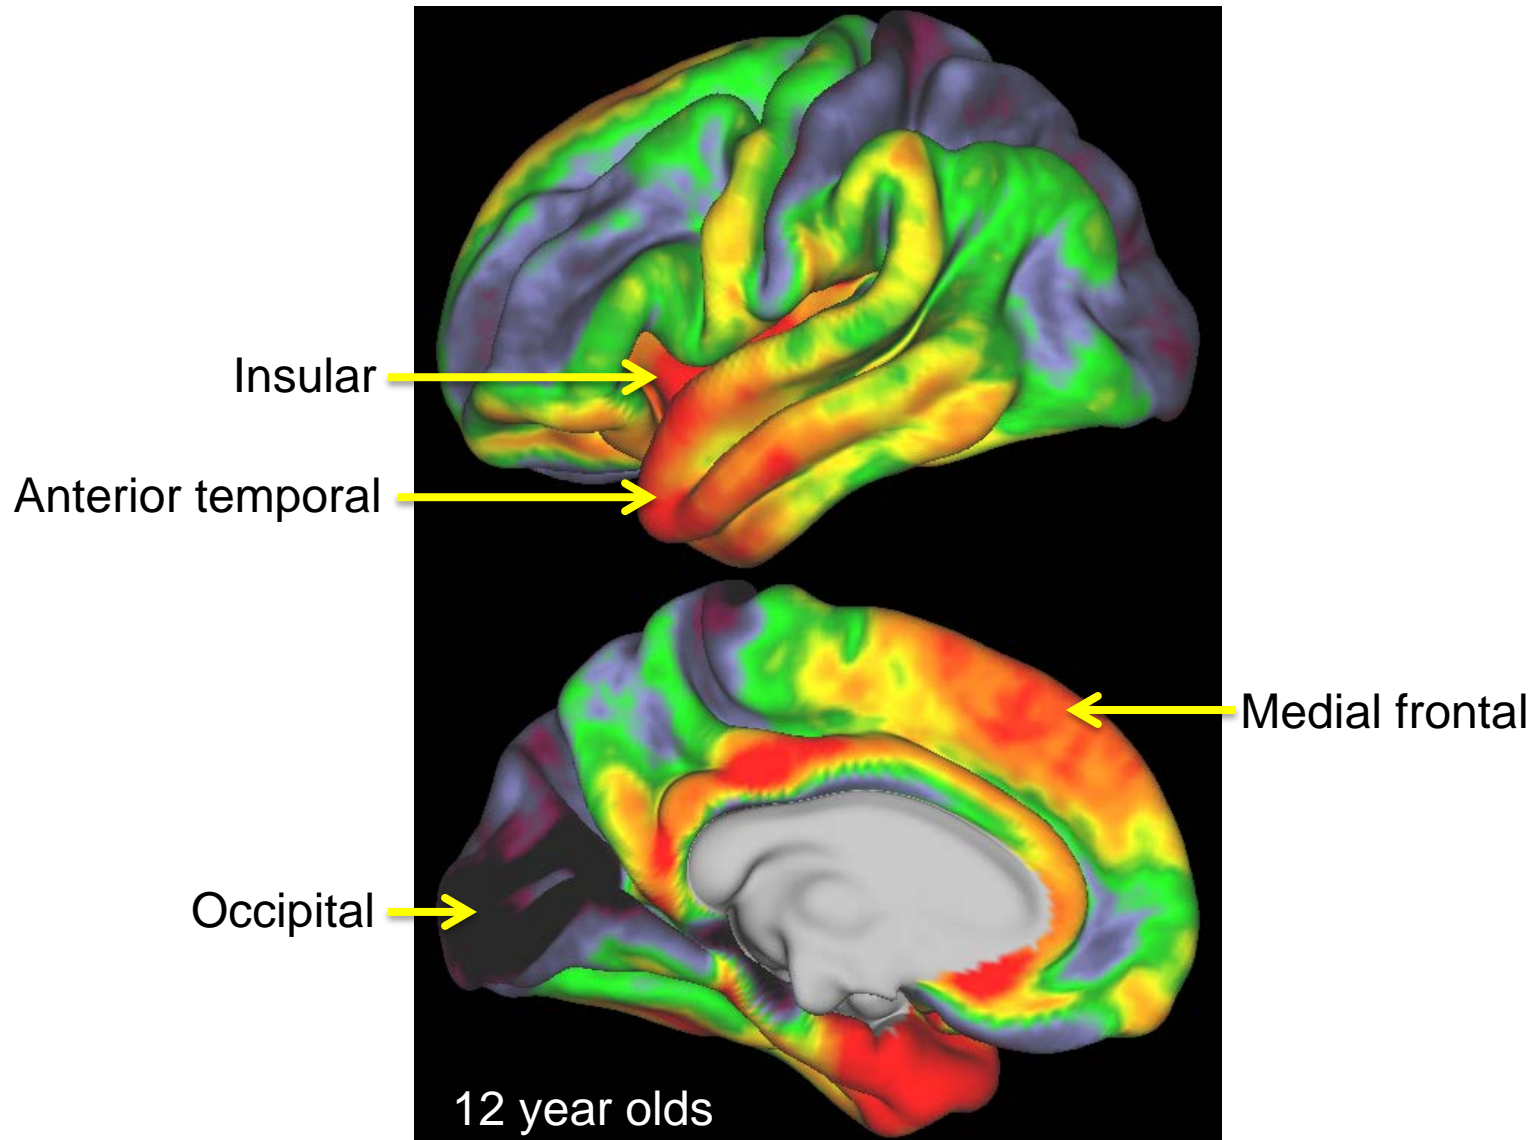 Insular
Anterior temporal
Medial frontal
Occipital
12 year olds